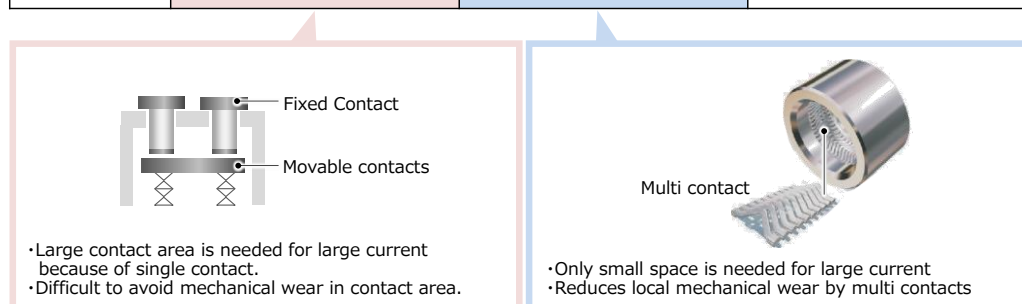 Fixed Contact
Movable contacts
・Large contact area is needed for large current
because of single contact.
・Difficult to avoid mechanical wear in contact area.
Multi contact
・Only small space is needed for large current
・Reduces local mechanical wear by multi contacts